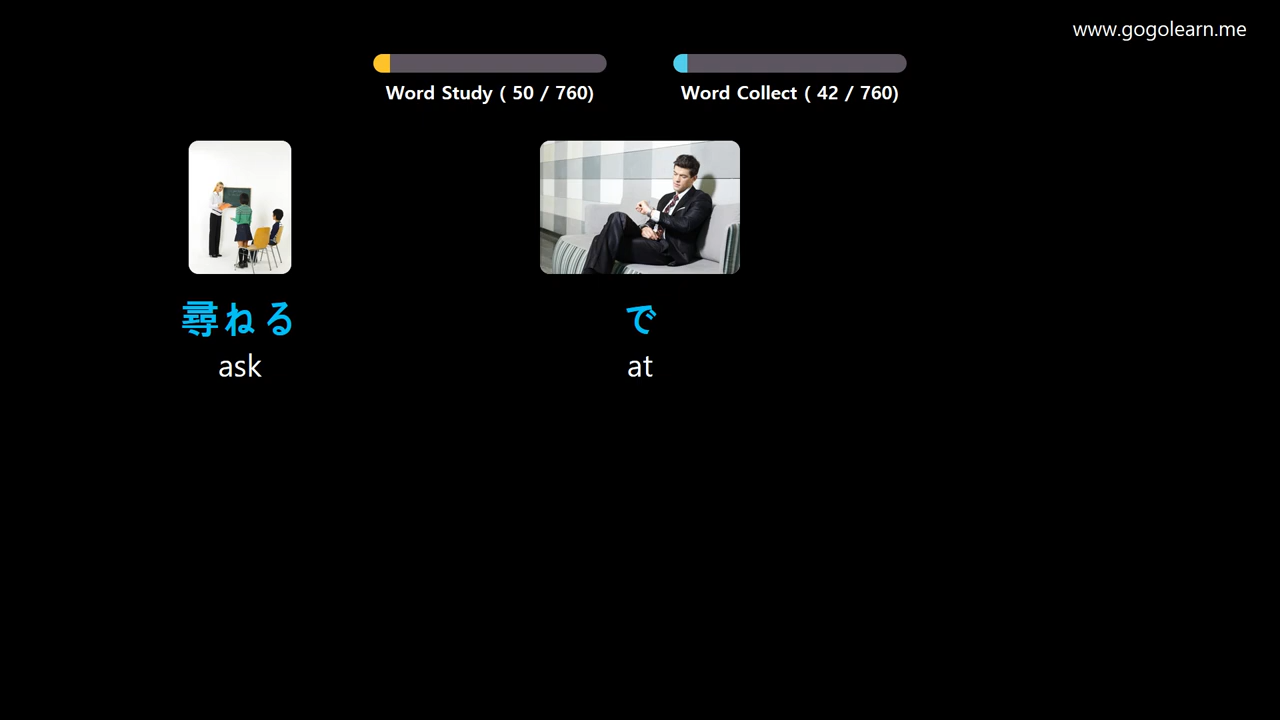 www.gogolearn.me
Word Study ( 50 / 760)
Word Collect ( 42 / 760)
尋ねる
ask
で
at